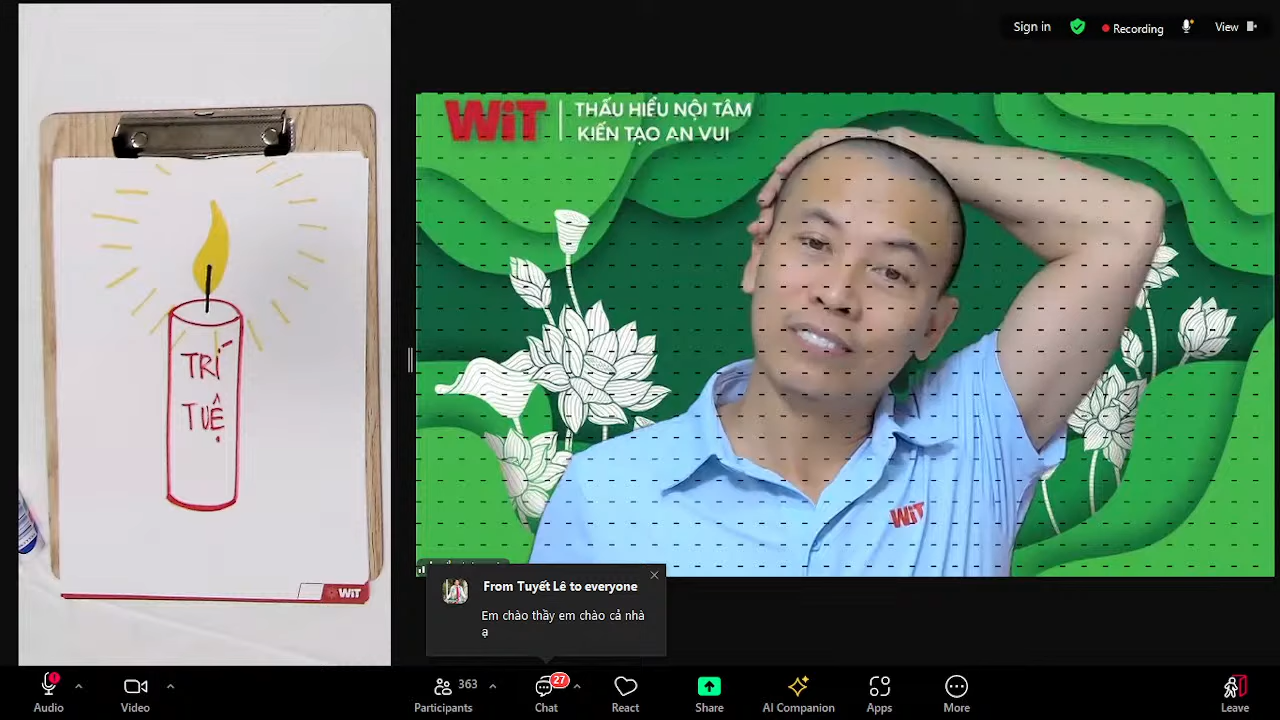 Sign in
Recording
View
WiT
THẤU HIỂU NỘI TÂM
KIẾN TẠO AN VUI
TRÍ
TUỆ
WiT
WiT
From Tuyết Lê to everyone
Em chào thầy em chào cả nhà
ạ
Audio
Video
363
Participants
27
Chat
React
Share
AI Companion
Apps
More
Leave